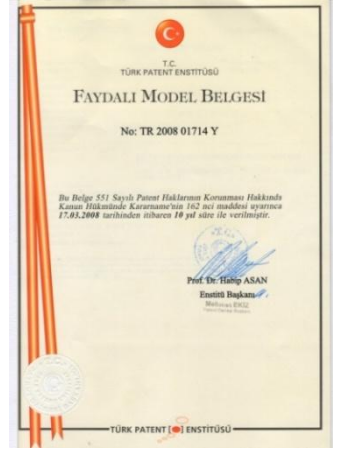 T.C.
TÜRK PATENT ENSTİTÜSÜ
FAYDALI MODEL BELGESİ
No: TR 2008 01714 Y
Bu Belge 551 Sayılı Patent Haklarının Korunması Hakkında
Kanun Hükmünde Kararname'nin 162 nci maddesi uyarınca
17.03.2008 tarihinden itibaren 10 yıl süre ile verilmiştir.
Prof. Dr. Habip ASAN
Enstitü Başkanı
TÜRK PATENT ENSTİTÜSÜ